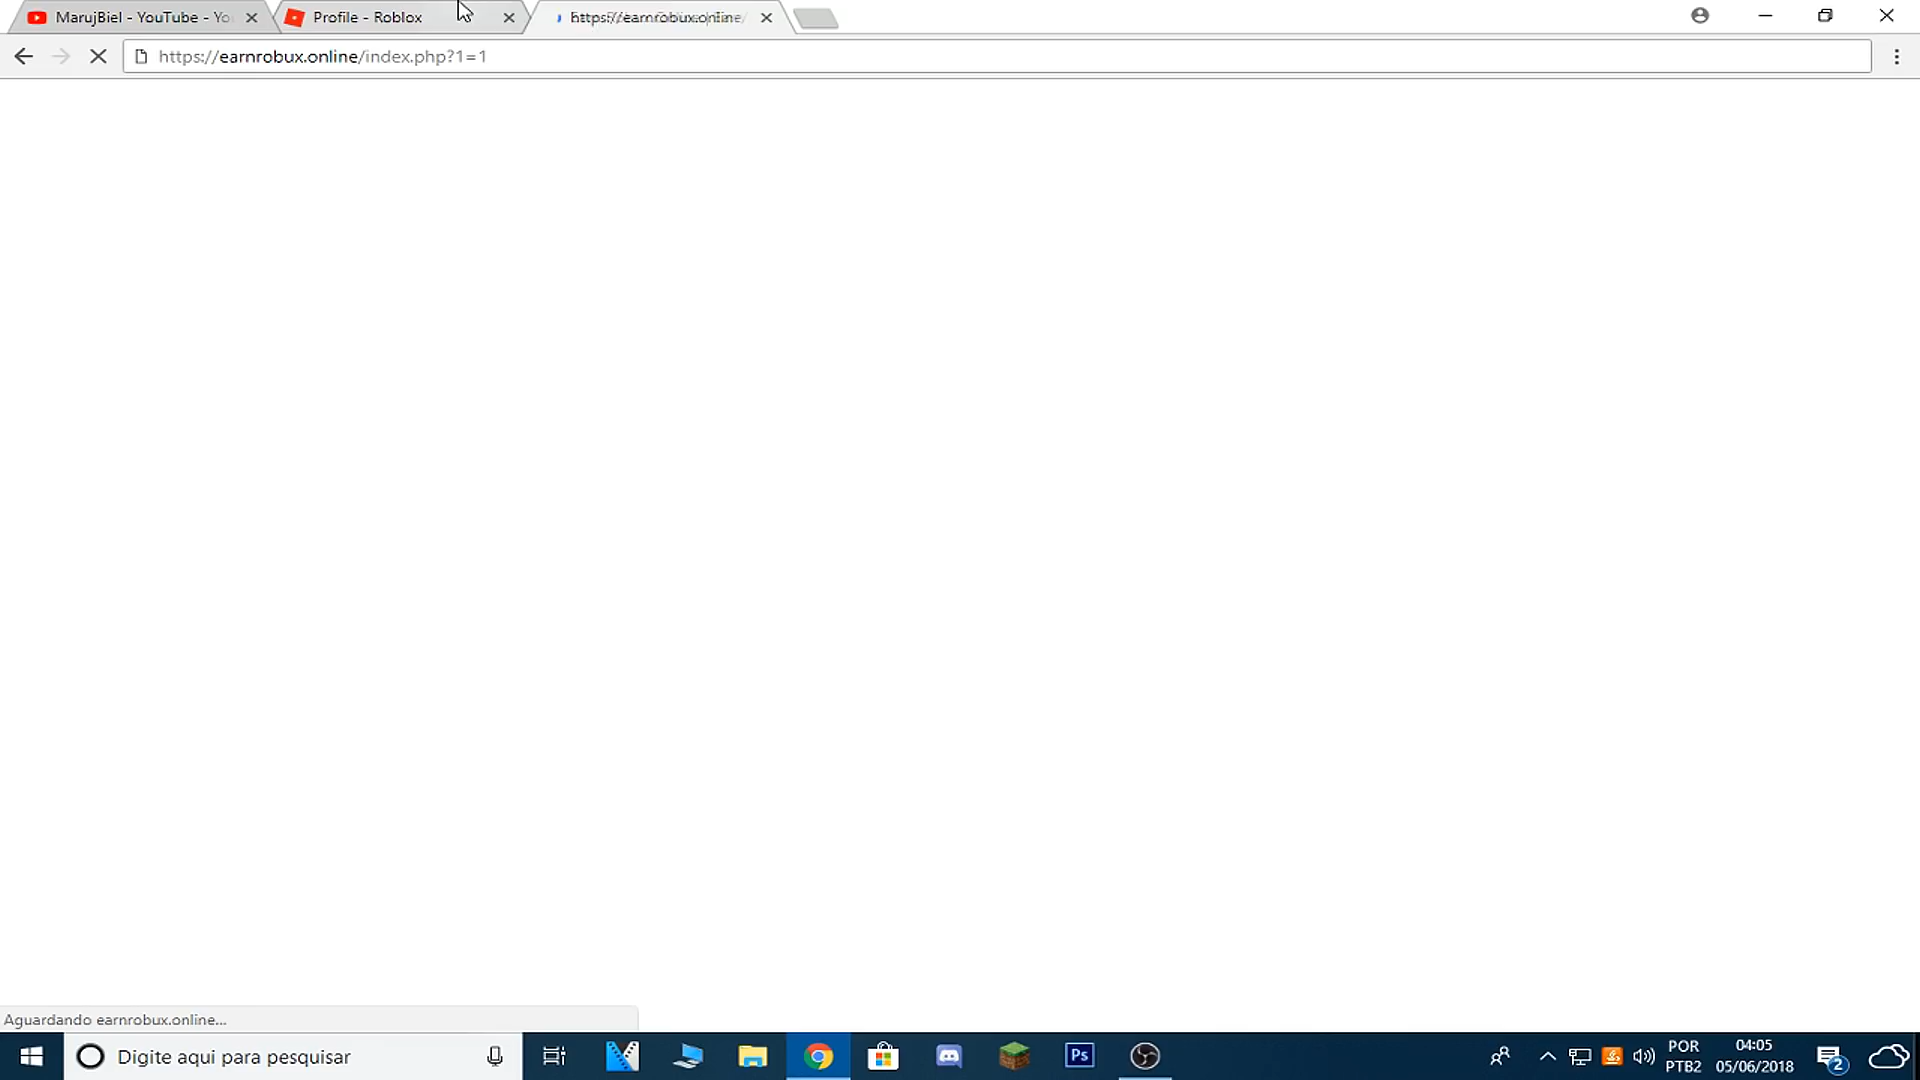 MarujBiel - YouTube - Yo
Profile - Roblox
https://earnrobux.online/
https://earnrobux.online/index.php?1=1
Aguardando earnrobux.online...
Digite aqui para pesquisar
Ps
POR
PTB2
04:05
05/06/2018
2